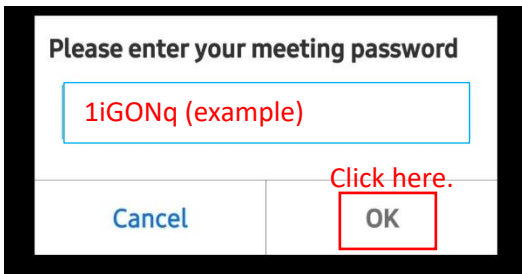 Please enter your meeting password
1iGONq (example)
Click here.
Cancel
OK